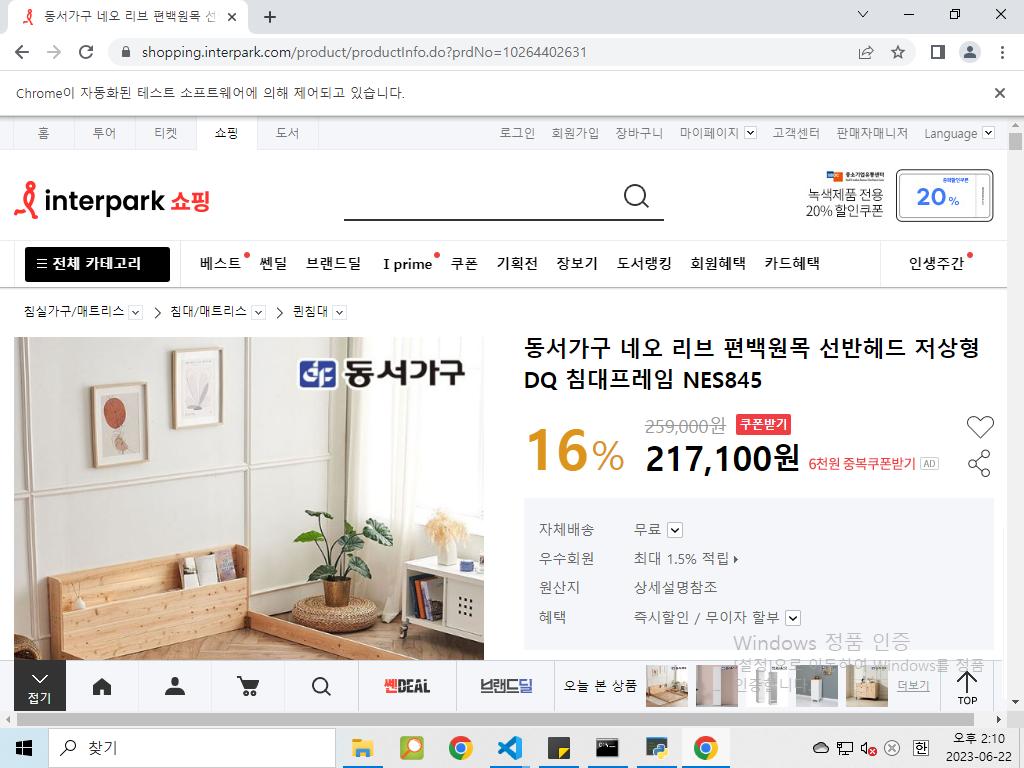 동서가구 네오 리브 편백원목 선
shopping.interpark.com/product/productInfo.do?prdNo=10264402631
Chrome이 자동화된 테스트 소프트웨어에 의해 제어되고 있습니다.
홈 투어 티켓 쇼핑 도서 로그인 회원가입 장바구니 마이페이지 고객센터 판매자매니저 Language
interpark 쇼핑
중소기업유통센터
녹색제품 전용
20% 할인쿠폰
20%
전체 카테고리 베스트 쎈딜 브랜드딜 I prime 쿠폰 기획전 장보기 도서랭킹 회원혜택 카드혜택 인생주간
침실가구/매트리스 침대/매트리스 퀸침대
동서가구
동서가구 네오 리브 편백원목 선반헤드 저상형
DQ 침대프레임 NES845
16% 259,000원 쿠폰받기
217,100원 6천원 중복쿠폰받기 AD
자체배송 무료
우수회원 최대 1.5% 적립
원산지 상세설명참조
혜택 즉시할인 / 무이자 할부
Windows 정품 인증
[설정]으로 이동하여 Windows를 정품
인증합니다.
접기 쎈DEAL 브랜드딜 오늘 본 상품 더보기 TOP
찾기 한 오후 2:10
2023-06-22